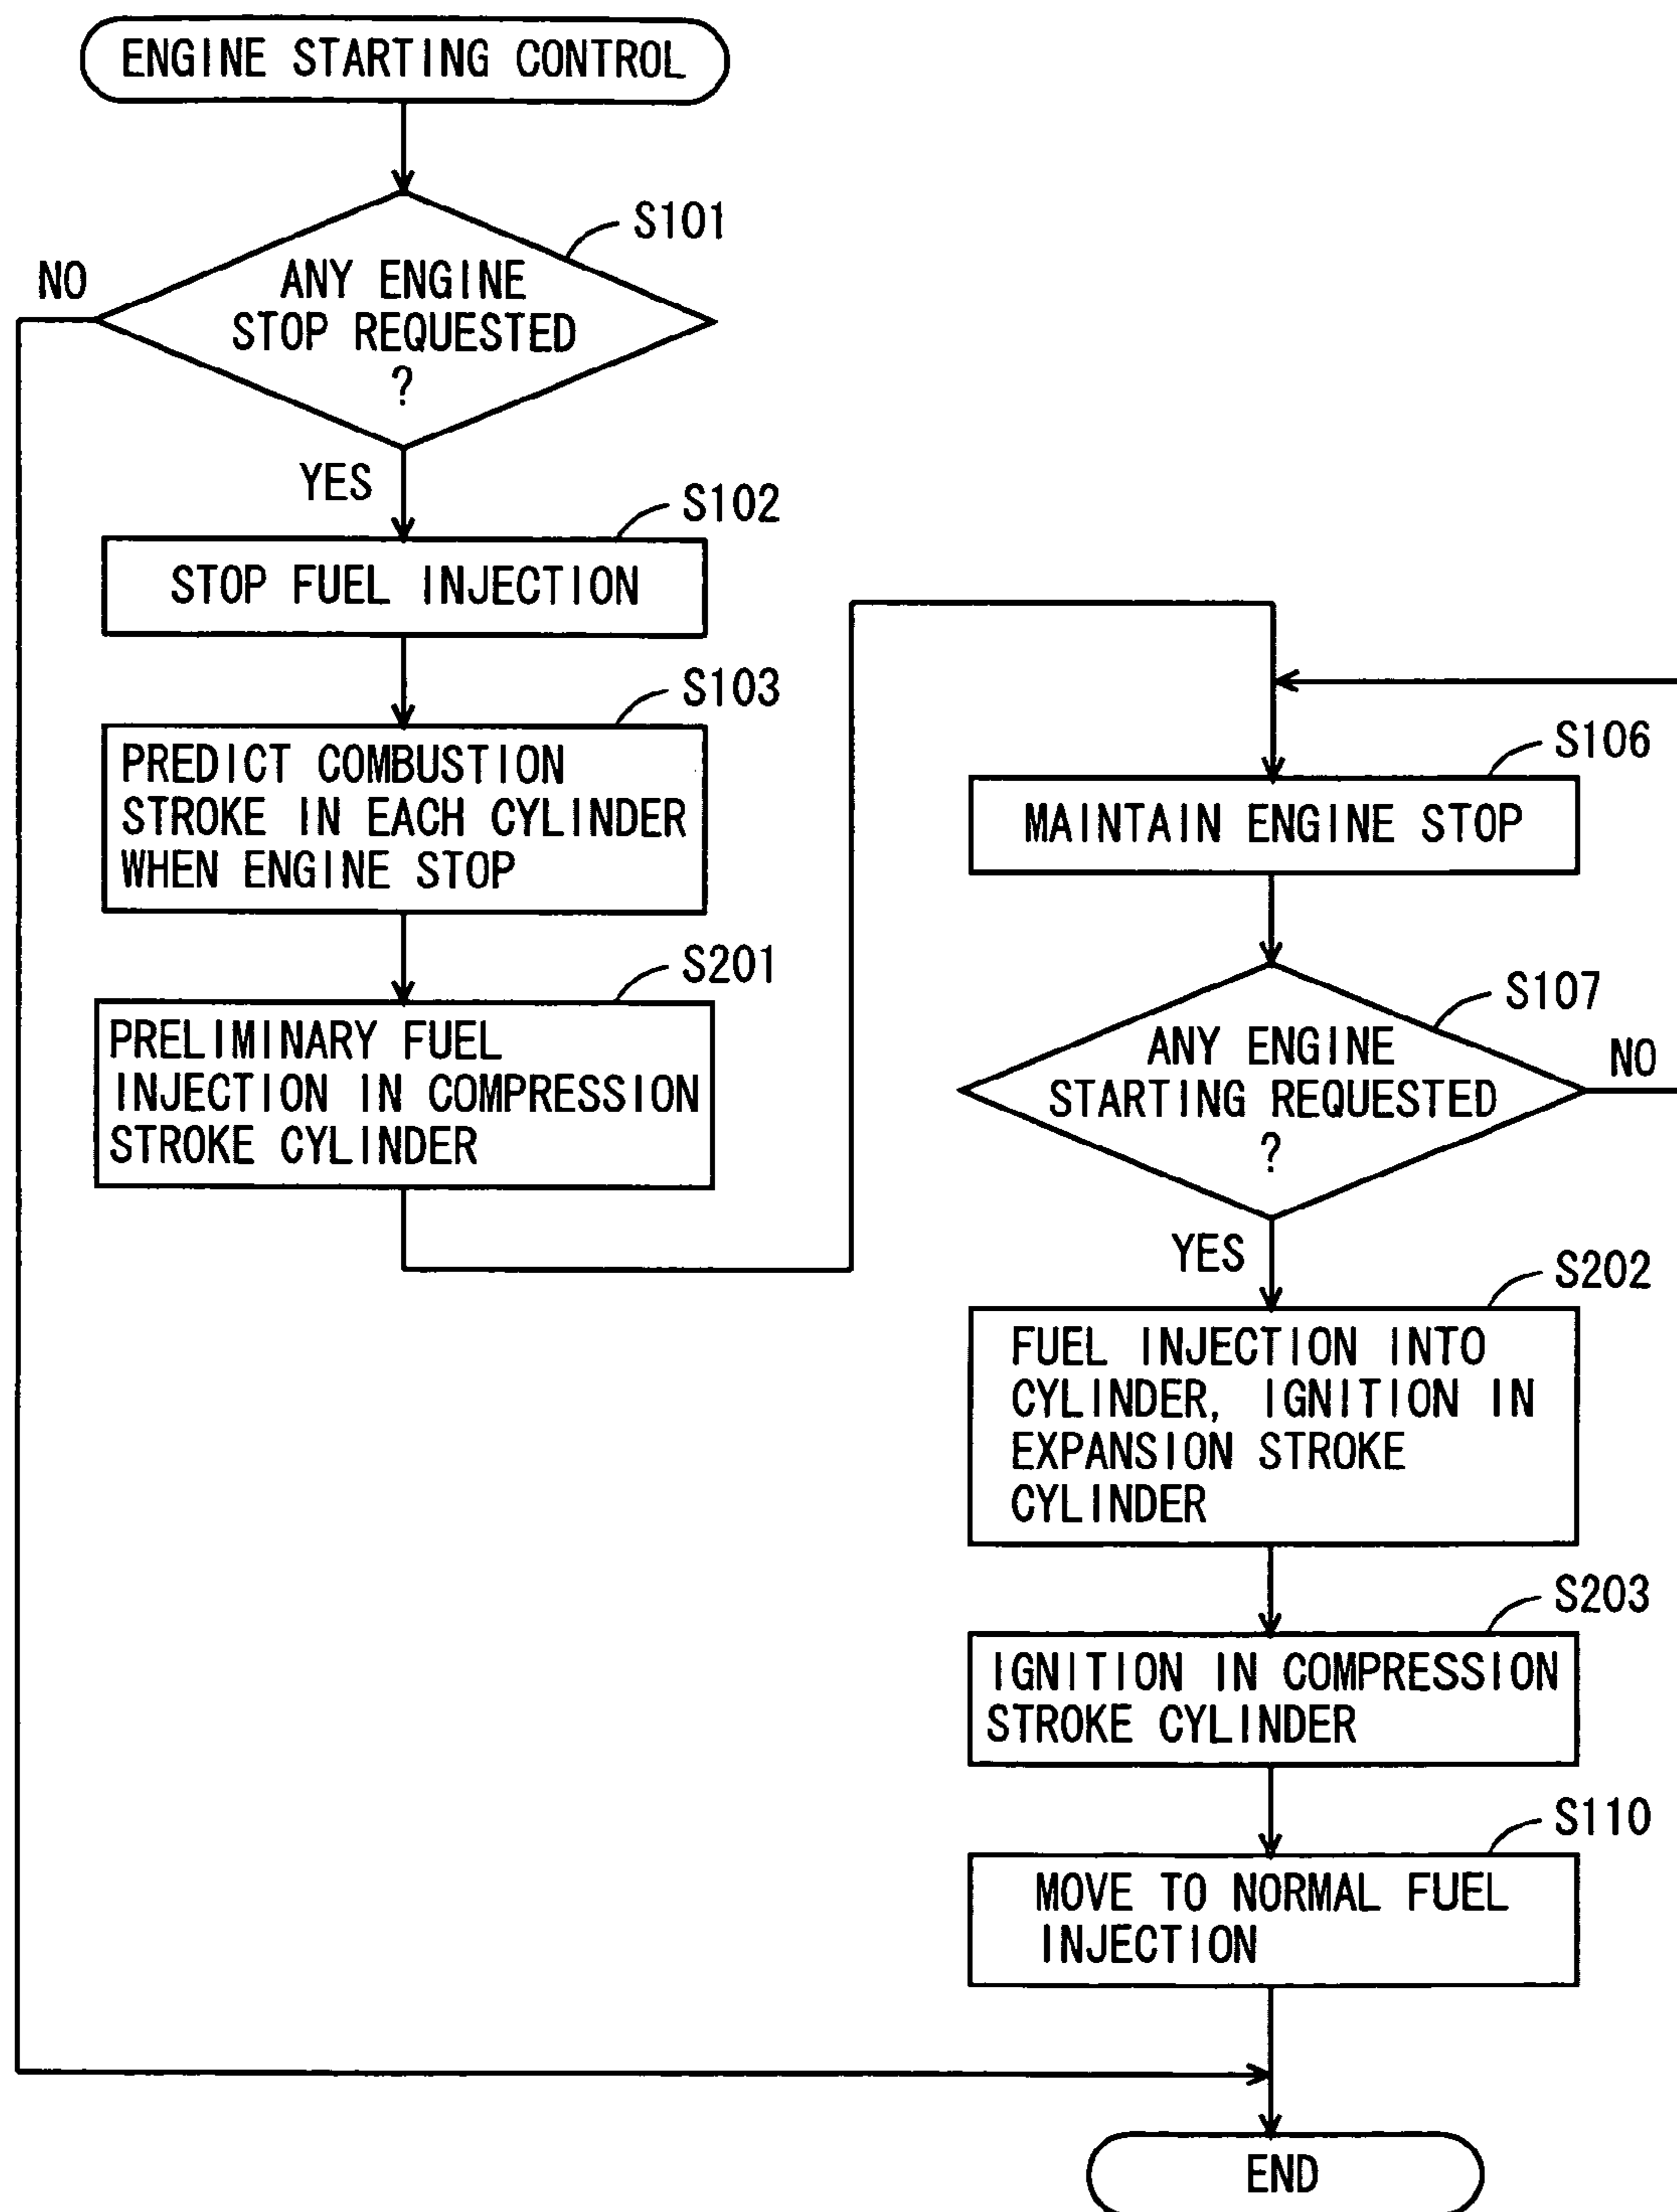 ENGINE STARTING CONTROL
S101
NO
ANY ENGINE
STOP REQUESTED
?
YES
S102
STOP FUEL INJECTION
S103
PREDICT COMBUSTION
STROKE IN EACH CYLINDER
WHEN ENGINE STOP
S201
PRELIMINARY FUEL
INJECTION IN COMPRESSION
STROKE CYLINDER
S106
MAINTAIN ENGINE STOP
S107
ANY ENGINE
STARTING REQUESTED
?
NO
YES
S202
FUEL INJECTION INTO
CYLINDER, IGNITION IN
EXPANSION STROKE
CYLINDER
S203
IGNITION IN COMPRESSION
STROKE CYLINDER
S110
MOVE TO NORMAL FUEL
INJECTION
END